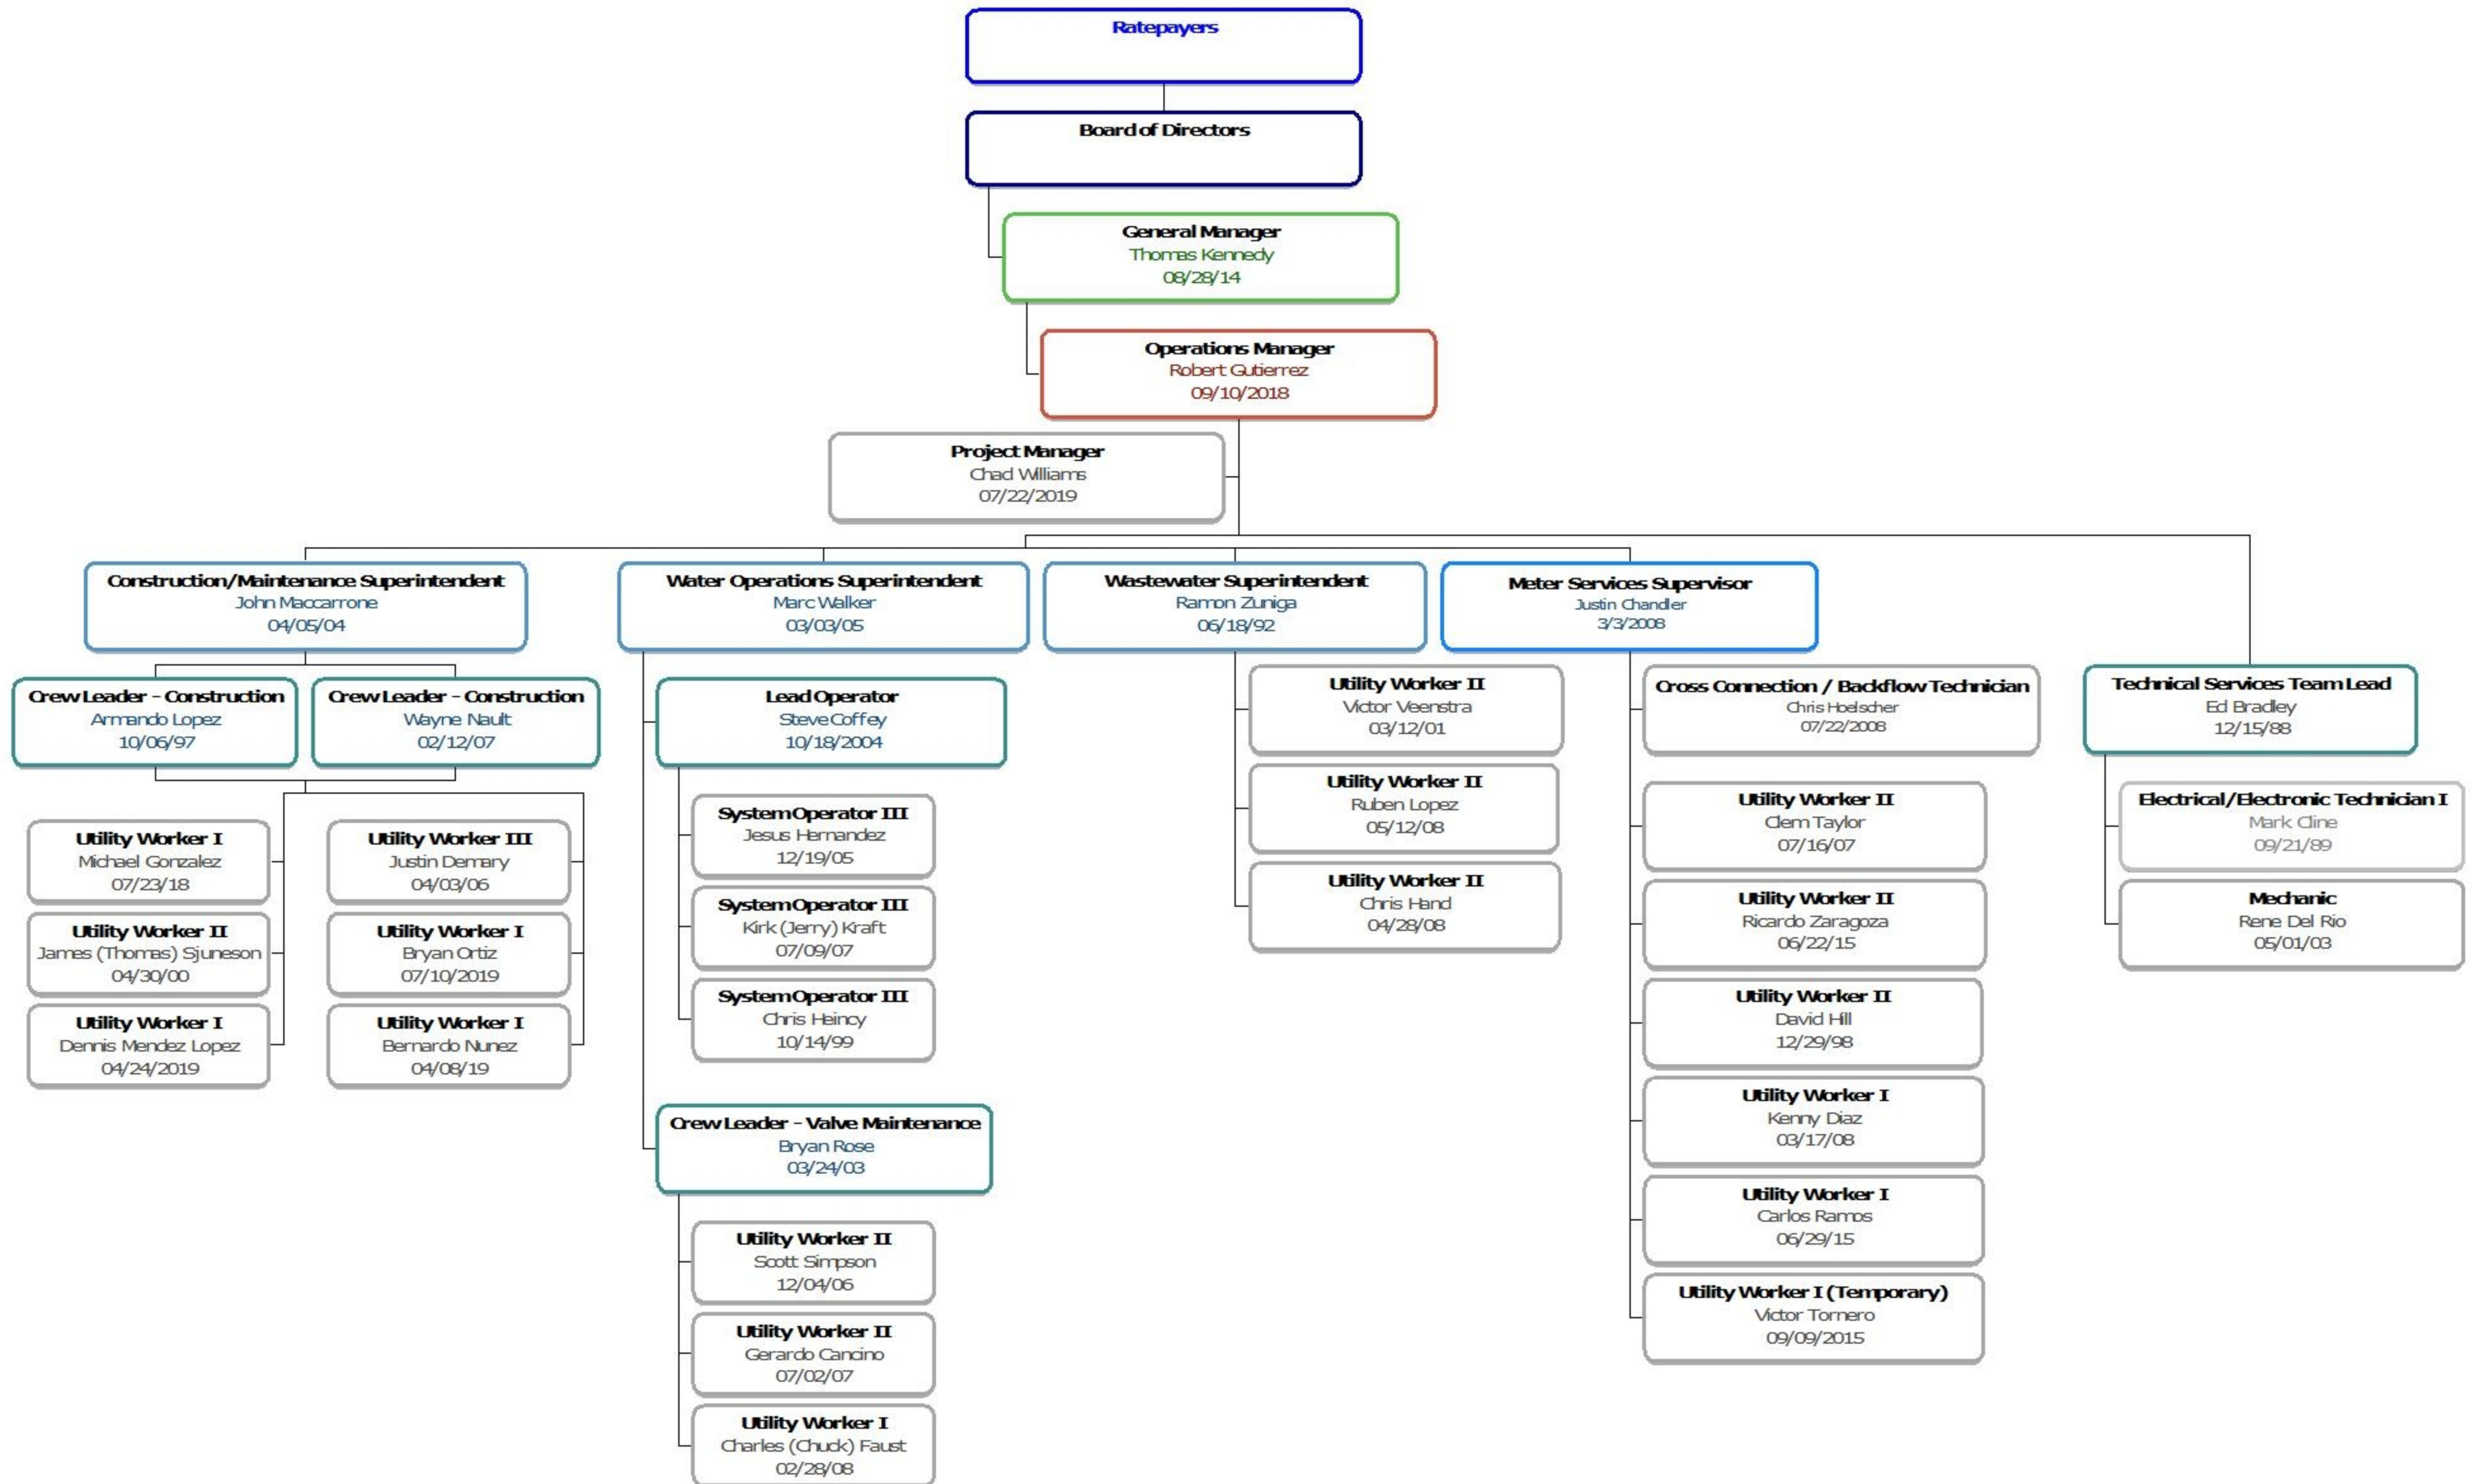 Ratepayers
Board of Directors
General Manager
Thomas Kennedy
08/28/14
Operations Manager
Robert Gutierrez
09/10/2018
Project Manager
Chad Williams
07/22/2019
Construction/Maintenance Superintendent
John Maccarrone
04/05/04
Crew Leader - Construction
Armando Lopez
10/06/97
Crew Leader - Construction
Wayne Nault
02/12/07
Utility Worker I
Michael Gonzalez
07/23/18
Utility Worker II
James (Thomas) Sjuneson
04/30/00
Utility Worker I
Dennis Mendez Lopez
04/24/2019
Utility Worker III
Justin Demary
04/03/06
Utility Worker I
Bryan Ortiz
07/10/2019
Utility Worker I
Bernardo Nunez
04/08/19
Water Operations Superintendent
Marc Walker
03/03/05
Lead Operator
Steve Coffey
10/18/2004
System Operator III
Jesus Hernandez
12/19/05
System Operator III
Kirk (Jerry) Kraft
07/09/07
System Operator III
Chris Heincy
10/14/99
Crew Leader - Valve Maintenance
Bryan Rose
03/24/03
Utility Worker II
Scott Simpson
12/04/06
Utility Worker II
Gerardo Cancino
07/02/07
Utility Worker I
Charles (Chuck) Faust
02/28/08
Wastewater Superintendent
Ramon Zuniga
06/18/92
Utility Worker II
Victor Veenstra
03/12/01
Utility Worker II
Ruben Lopez
05/12/08
Utility Worker II
Chris Hand
04/28/08
Meter Services Supervisor
Justin Chandler
3/3/2008
Cross Connection / Backflow Technician
Chris Hoelscher
07/22/2008
Utility Worker II
Clem Taylor
07/16/07
Utility Worker II
Ricardo Zaragoza
06/22/15
Utility Worker II
David Hill
12/29/98
Utility Worker I
Kenny Diaz
03/17/08
Utility Worker I
Carlos Ramos
06/29/15
Utility Worker I (Temporary)
Victor Tornero
09/09/2015
Technical Services Team Lead
Ed Bradley
12/15/88
Electrical/Electronic Technician I
Mark Cline
09/21/89
Mechanic
Rene Del Rio
05/01/03